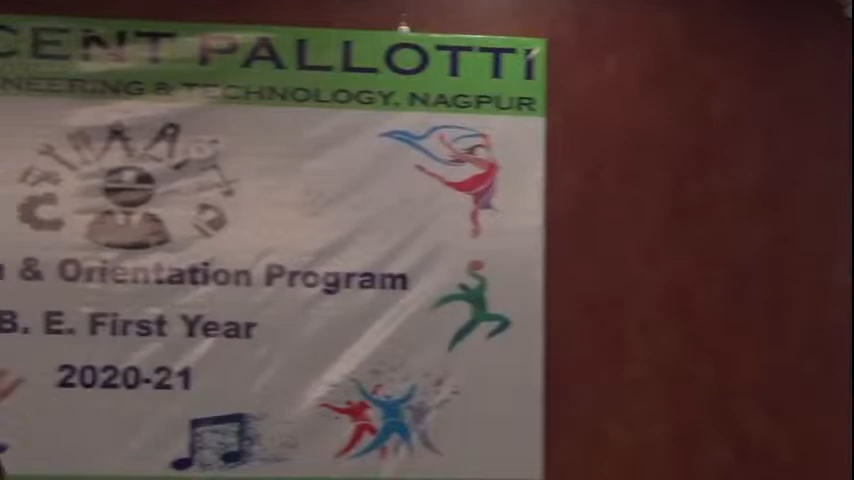 CENT PALLOTTI
NEERING & TECHNOLOGY, NAGPUR
& Orientation Program
B. E. First Year
2020-21